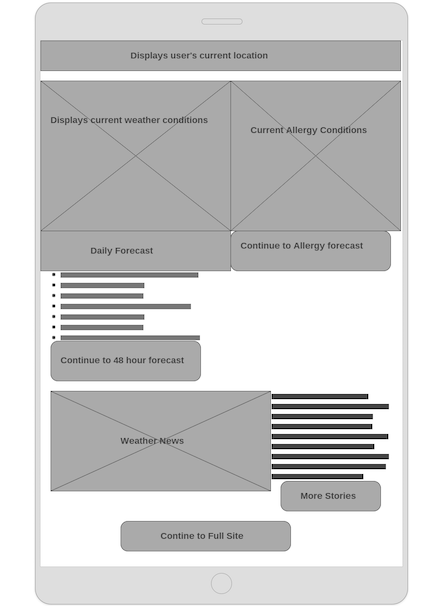 Displays user's current location
Displays current weather conditions
Current Allergy Conditions
Daily Forecast
Continue to Allergy forecast
Continue to 48 hour forecast
Weather News
More Stories
Contine to Full Site